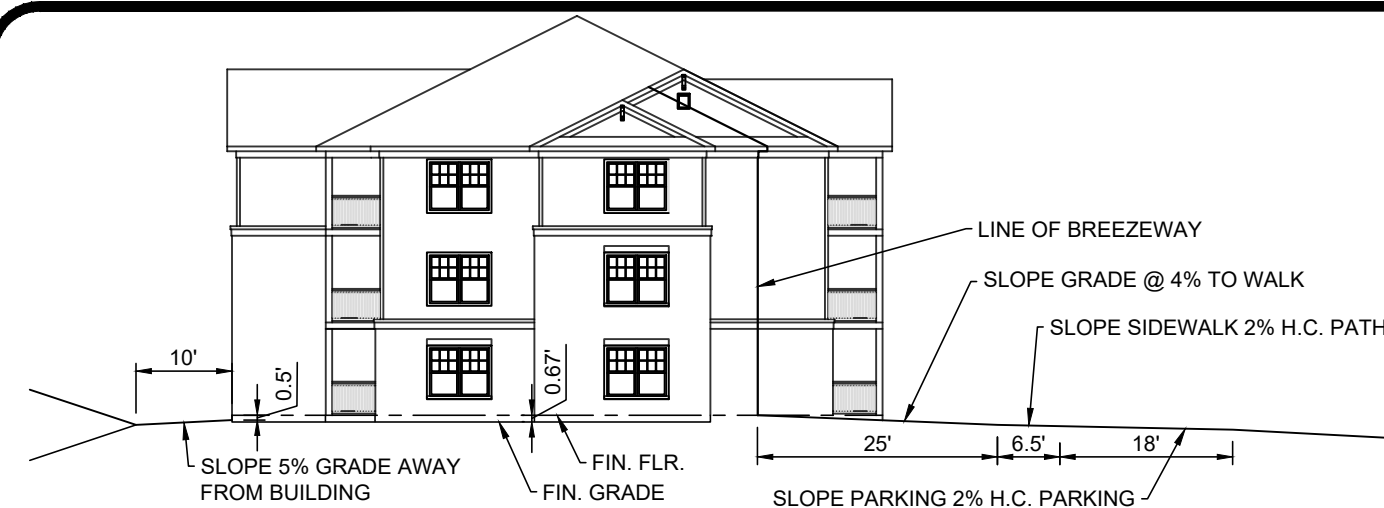 LINE OF BREEZEWAY
SLOPE GRADE @ 4% TO WALK
SLOPE SIDEWALK 2% H.C. PATH
10'
0.5'
0.67'
25'
6.5'
18'
SLOPE 5% GRADE AWAY
FROM BUILDING
FIN. FLR.
FIN. GRADE
SLOPE PARKING 2% H.C. PARKING